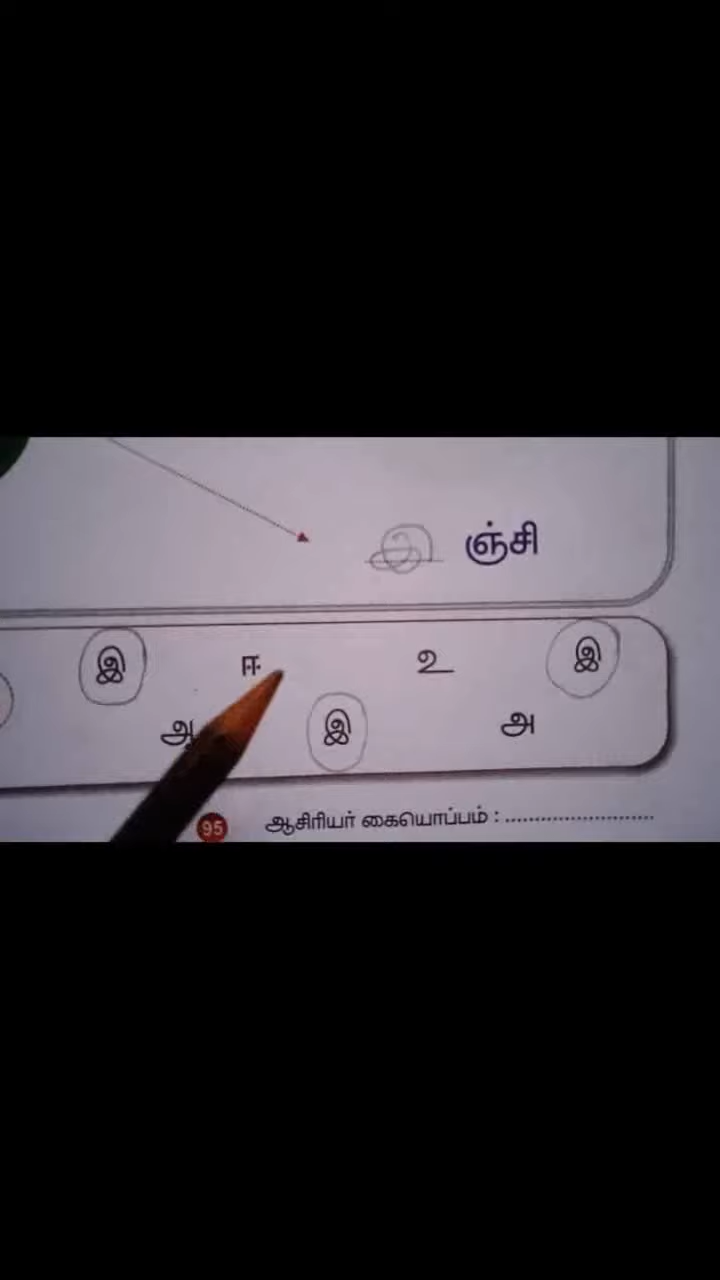 இ ஞ்சி
இ ஈ உ இ
ஆ இ அ
95 ஆசிரியர் கையொப்பம் : ........................